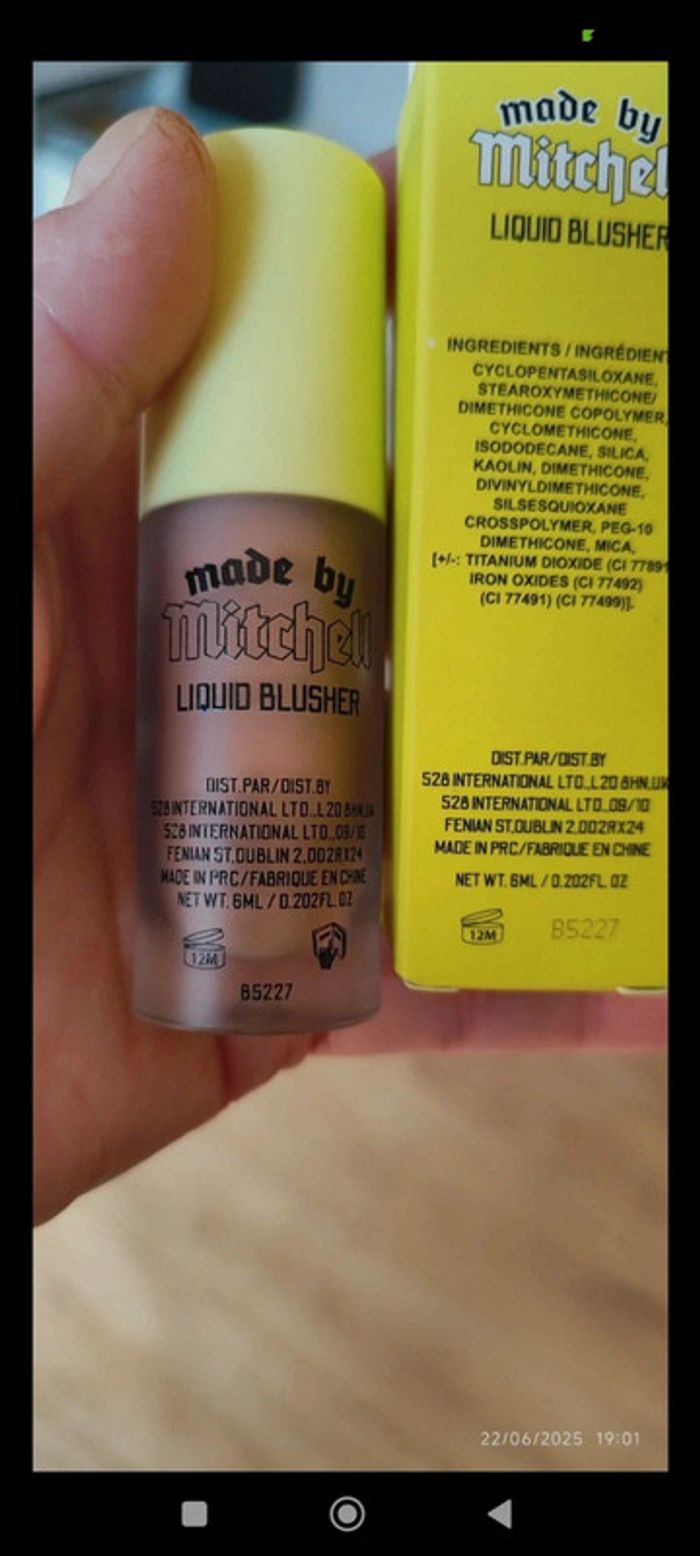 made by
Mitchell
LIQUID BLUSHER
DIST.PAR/DIST.BY
528 INTERNATIONAL LTD.,L20 8HN,UK
528 INTERNATIONAL LTD.,09/10
FENIAN ST,DUBLIN 2,D02RX24
MADE IN PRC/FABRIQUE EN CHINE
NET WT. 6ML / 0.202FL.OZ
12M
B5227
made by
Mitchel
LIQUID BLUSHER
INGREDIENTS / INGRÉDIENT
CYCLOPENTASILOXANE,
STEAROXYMETHICONE/
DIMETHICONE COPOLYMER,
CYCLOMETHICONE,
ISODODECANE, SILICA,
KAOLIN, DIMETHICONE,
DIVINYLDIMETHICONE,
SILSESQUIOXANE
CROSSPOLYMER, PEG-10
DIMETHICONE, MICA,
[+/-: TITANIUM DIOXIDE (CI 77891
IRON OXIDES (CI 77492)
(CI 77491) (CI 77499)].
DIST.PAR/DIST.BY
528 INTERNATIONAL LTD.,L20 8HN,UK
528 INTERNATIONAL LTD.,09/10
FENIAN ST,DUBLIN 2,D02RX24
MADE IN PRC/FABRIQUE EN CHINE
NET WT. 6ML / 0.202FL.OZ
12M
B5227
22/06/2025 19:01